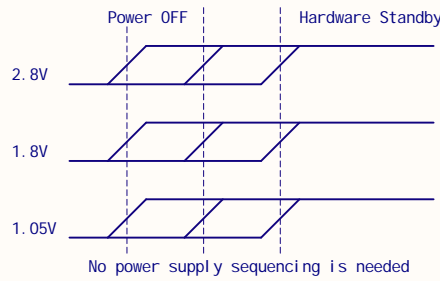 Power OFF
Hardware Standby
2.8V
1.8V
1.05V
No power supply sequencing is needed